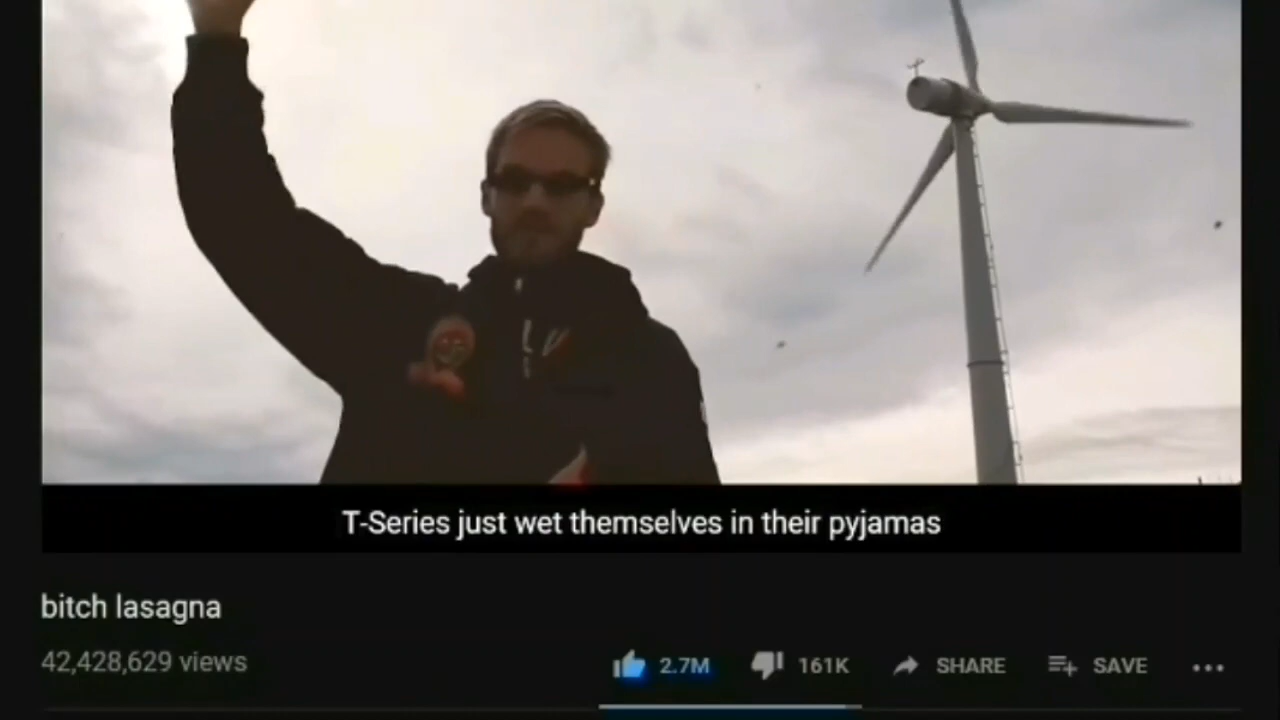 T-Series just wet themselves in their pyjamas
bitch lasagna
42,428,629 views
2.7M 161K SHARE SAVE